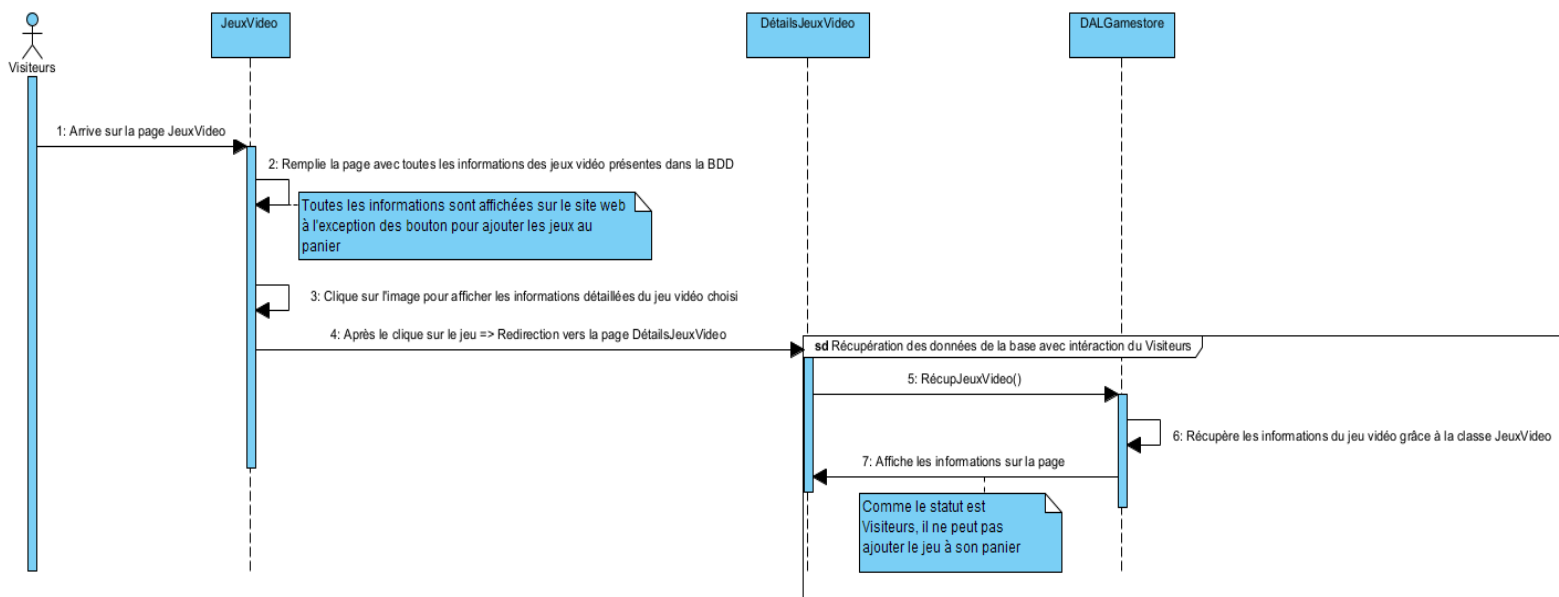 JeuxVideo
DétailsJeuxVideo
DALGamestore
Visiteurs
1: Arrive sur la page JeuxVideo
2: Remplie la page avec toutes les informations des jeux vidéo présentes dans la BDD
Toutes les informations sont affichées sur le site web
à l'exception des bouton pour ajouter les jeux au
panier
3: Clique sur l'image pour afficher les informations détaillées du jeu vidéo choisi
4: Après le clique sur le jeu => Redirection vers la page DétailsJeuxVideo
sd Récupération des données de la base avec intéraction du Visiteurs
5: RécupJeuxVideo()
6: Récupère les informations du jeu vidéo grâce à la classe JeuxVideo
7: Affiche les informations sur la page
Comme le statut est
Visiteurs, il ne peut pas
ajouter le jeu à son panier